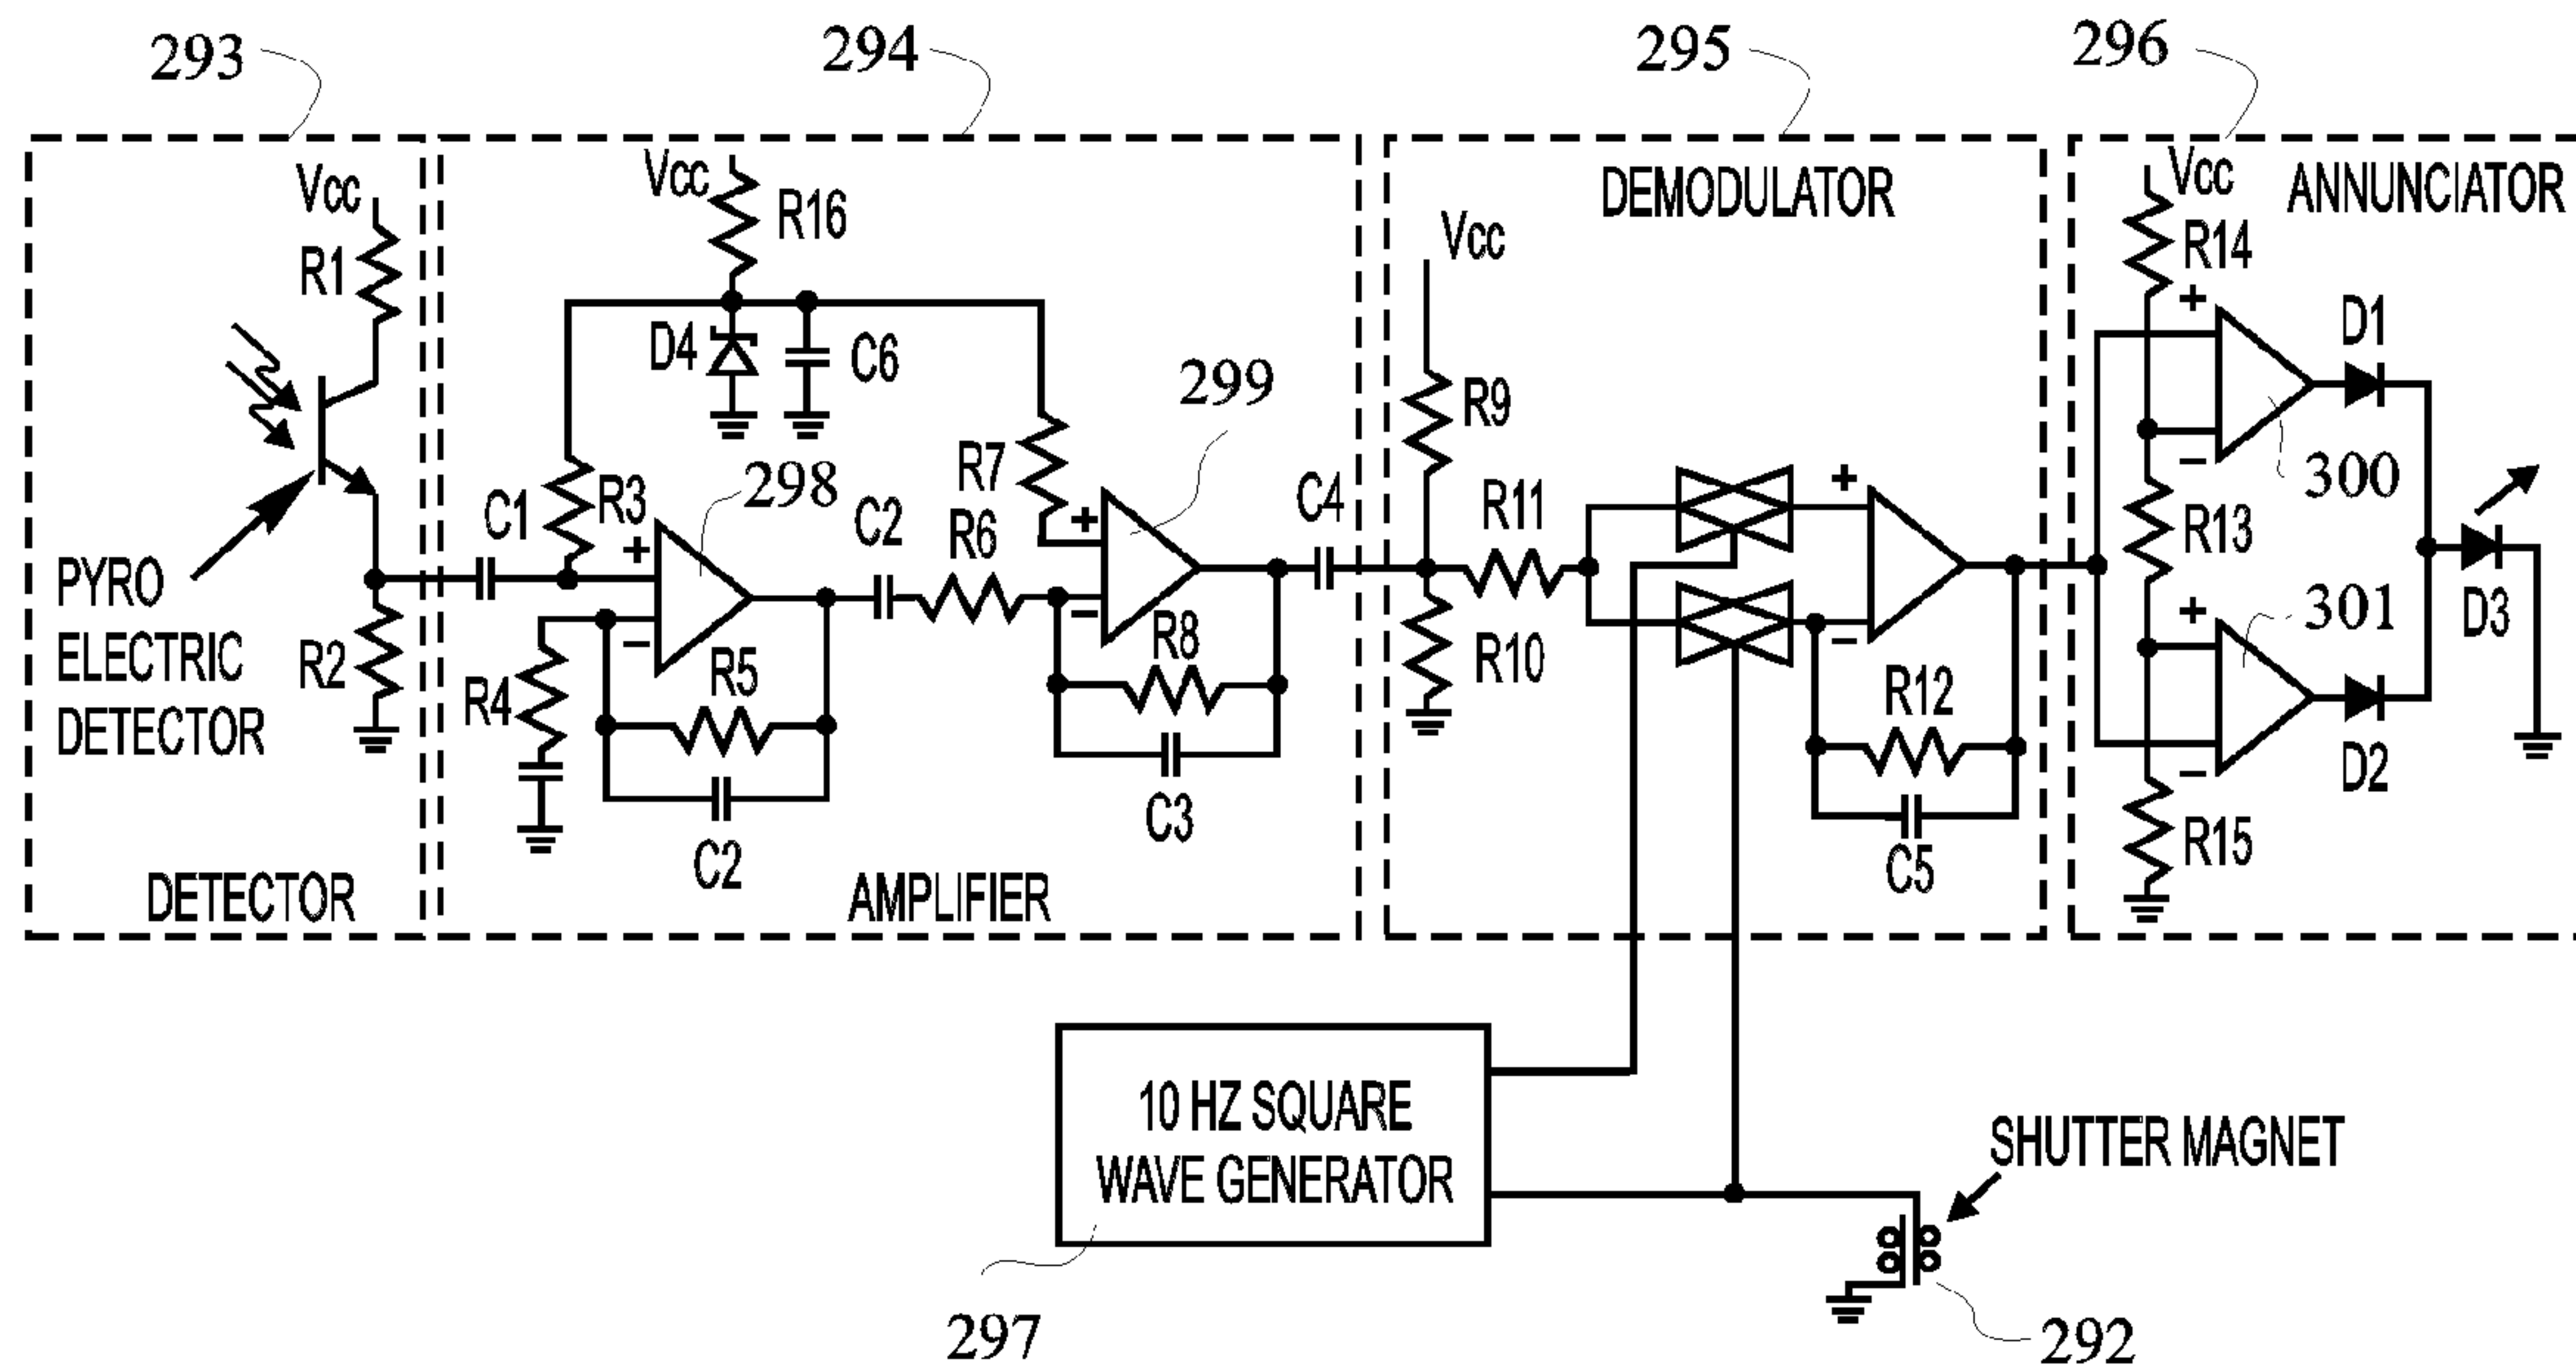 293
294
295
296
Vcc
R1
PYRO
ELECTRIC
DETECTOR
R2
DETECTOR
Vcc
R16
D4
C6
C1
R3
+
−
298
R4
R5
C2
C2
R6
R7
+
−
299
R8
C3
C4
AMPLIFIER
DEMODULATOR
Vcc
R9
R10
R11
+
−
R12
C5
ANNUNCIATOR
Vcc
R14
+
−
300
D1
R13
+
−
301
D2
D3
R15
10 HZ SQUARE
WAVE GENERATOR
297
SHUTTER MAGNET
292